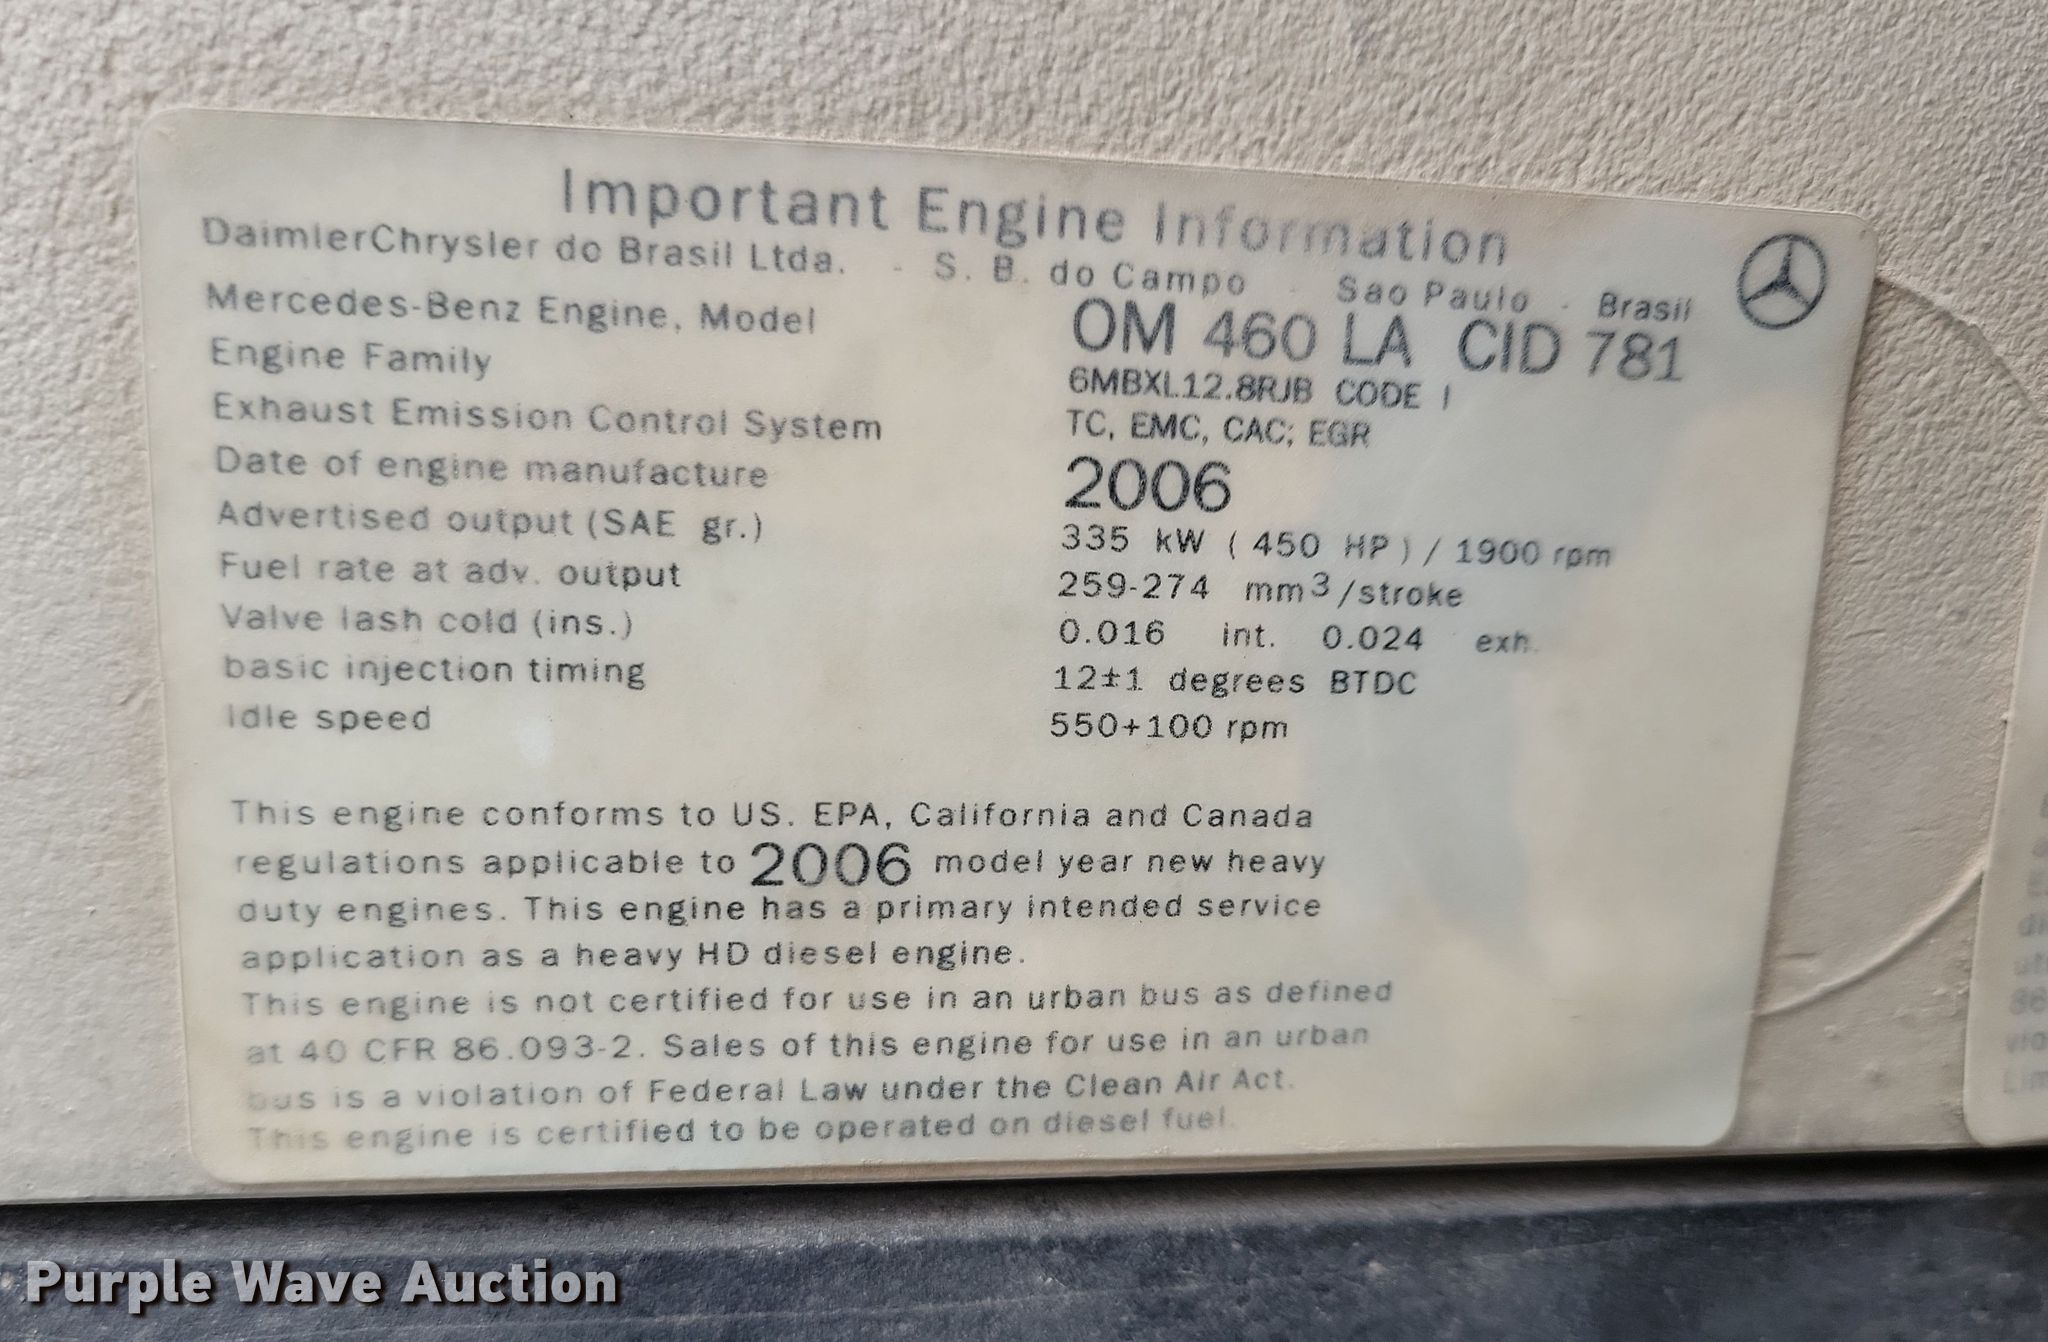 Important Engine Information
DaimlerChrysler do Brasil Ltda. - S. B. do Campo - Sao Paulo - Brasil
Mercedes-Benz Engine, Model OM 460 LA CID 781
Engine Family 6MBXL12.8RJB CODE I
Exhaust Emission Control System TC, EMC, CAC; EGR
Date of engine manufacture 2006
Advertised output (SAE gr.) 335 kW ( 450 HP ) / 1900 rpm
Fuel rate at adv. output 259-274 mm3/stroke
Valve lash cold (ins.) 0.016 int. 0.024 exh.
basic injection timing 12±1 degrees BTDC
Idle speed 550+100 rpm
This engine conforms to US. EPA, California and Canada
regulations applicable to 2006 model year new heavy
duty engines. This engine has a primary intended service
application as a heavy HD diesel engine.
This engine is not certified for use in an urban bus as defined
at 40 CFR 86.093-2. Sales of this engine for use in an urban
bus is a violation of Federal Law under the Clean Air Act.
This engine is certified to be operated on diesel fuel.
Purple Wave Auction